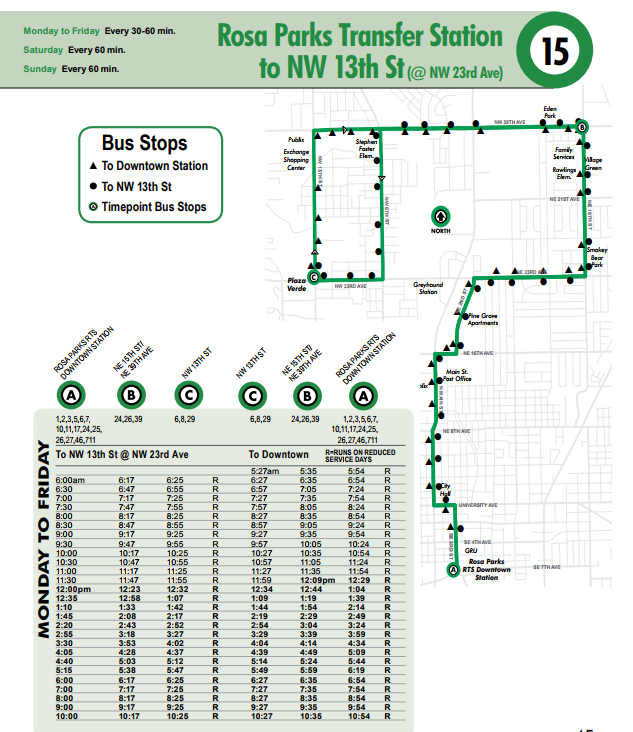 Monday to Friday Every 30-60 min.
Saturday Every 60 min.
Sunday Every 60 min.
Rosa Parks Transfer Station
to NW 13th St (@ NW 23rd Ave)
15
Bus Stops
To Downtown Station
To NW 13th St
A Timepoint Bus Stops
Eden
Park
NW 39TH AVE
B
Publix
Exchange
Shopping
Center
Stephen
Foster
Elem.
Family
Services
Village
Green
Rawlings
Elem.
NW 13TH ST
NW 6TH ST
NE 31ST AVE
NE 15TH ST
NORTH
Smokey
Bear
Park
Plaza
Verde
C
NW 23RD AVE
NE 23RD AVE
Greyhound
Station
NE 2ND ST
Pine Grove
Apartments
NE 16TH AVE
Main St.
Post Office
N MAIN ST
NE 8TH AVE
City
Hall
UNIVERSITY AVE
SE 3RD ST
SE 4TH AVE
GRU
Rosa Parks
RTS Downtown
Station
A
SE 7TH AVE
ROSA PARKS RTS
DOWNTOWN STATION
NE 15TH ST/
NE 39TH AVE
NW 13TH ST
NW 13TH ST
NE 15TH ST/
NE 39TH AVE
ROSA PARKS RTS
DOWNTOWN STATION
A B C C B A
1,2,3,5,6,7,
10,11,17,24,25,
26,27,46,711
24,26,39
6,8,29
6,8,29
24,26,39
1,2,3,5,6,7,
10,11,17,24,25,
26,27,46,711
MONDAY TO FRIDAY
To NW 13th St @ NW 23rd Ave To Downtown R=RUNS ON REDUCED
SERVICE DAYS
5:27am 5:35 5:54 R
6:00am 6:17 6:25 R 6:27 6:35 6:54 R
6:30 6:47 6:55 R 6:57 7:05 7:24 R
7:00 7:17 7:25 R 7:27 7:35 7:54 R
7:30 7:47 7:55 R 7:57 8:05 8:24 R
8:00 8:17 8:25 R 8:27 8:35 8:54 R
8:30 8:47 8:55 R 8:57 9:05 9:24 R
9:00 9:17 9:25 R 9:27 9:35 9:54 R
9:30 9:47 9:55 R 9:57 10:05 10:24 R
10:00 10:17 10:25 R 10:27 10:35 10:54 R
10:30 10:47 10:55 R 10:57 11:05 11:24 R
11:00 11:17 11:25 R 11:27 11:35 11:54 R
11:30 11:47 11:55 R 11:59 12:09pm 12:29 R
12:00pm 12:23 12:32 R 12:34 12:44 1:04 R
12:35 12:58 1:07 R 1:09 1:19 1:39 R
1:10 1:33 1:42 R 1:44 1:54 2:14 R
1:45 2:08 2:17 R 2:19 2:29 2:49 R
2:20 2:43 2:52 R 2:54 3:04 3:24 R
2:55 3:18 3:27 R 3:29 3:39 3:59 R
3:30 3:53 4:02 R 4:04 4:14 4:34 R
4:05 4:28 4:37 R 4:39 4:49 5:09 R
4:40 5:03 5:12 R 5:14 5:24 5:44 R
5:15 5:38 5:47 R 5:49 5:59 6:19 R
6:00 6:17 6:25 R 6:27 6:35 6:54 R
7:00 7:17 7:25 R 7:27 7:35 7:54 R
8:00 8:17 8:25 R 8:27 8:35 8:54 R
9:00 9:17 9:25 R 9:27 9:35 9:54 R
10:00 10:17 10:25 R 10:27 10:35 10:54 R